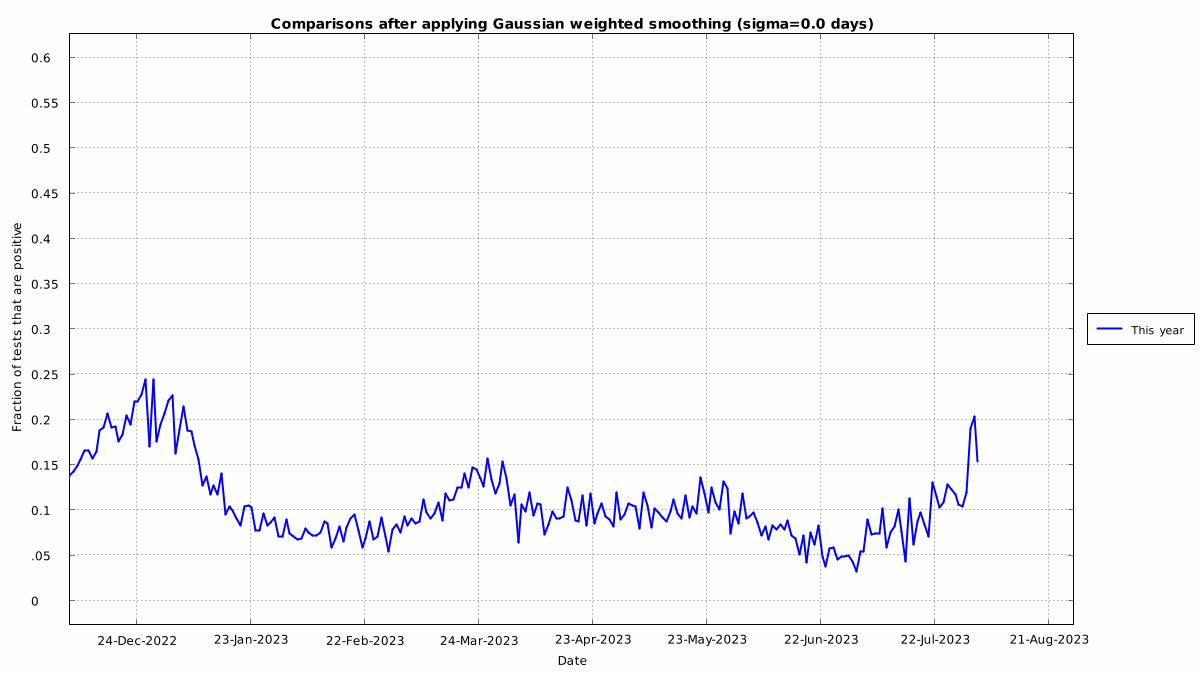 Comparisons after applying Gaussian weighted smoothing (sigma=0.0 days)
Fraction of tests that are positive
0.6
0.55
0.5
0.45
0.4
0.35
0.3
0.25
0.2
0.15
0.1
.05
0
24-Dec-2022 23-Jan-2023 22-Feb-2023 24-Mar-2023 23-Apr-2023 23-May-2023 22-Jun-2023 22-Jul-2023 21-Aug-2023
Date
This year